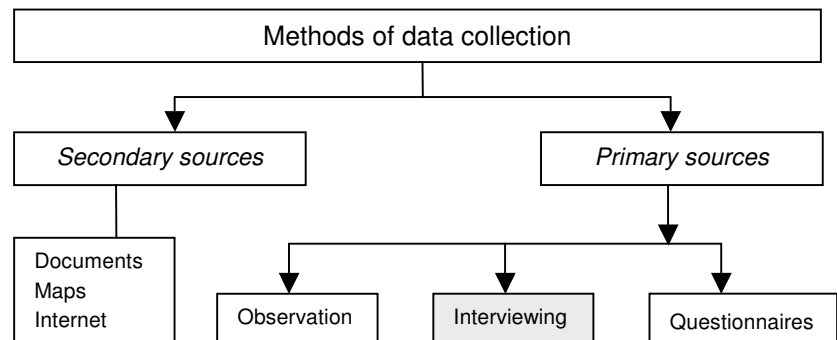 Methods of data collection
Secondary sources
Primary sources
Documents
Maps
Internet
Observation
Interviewing
Questionnaires